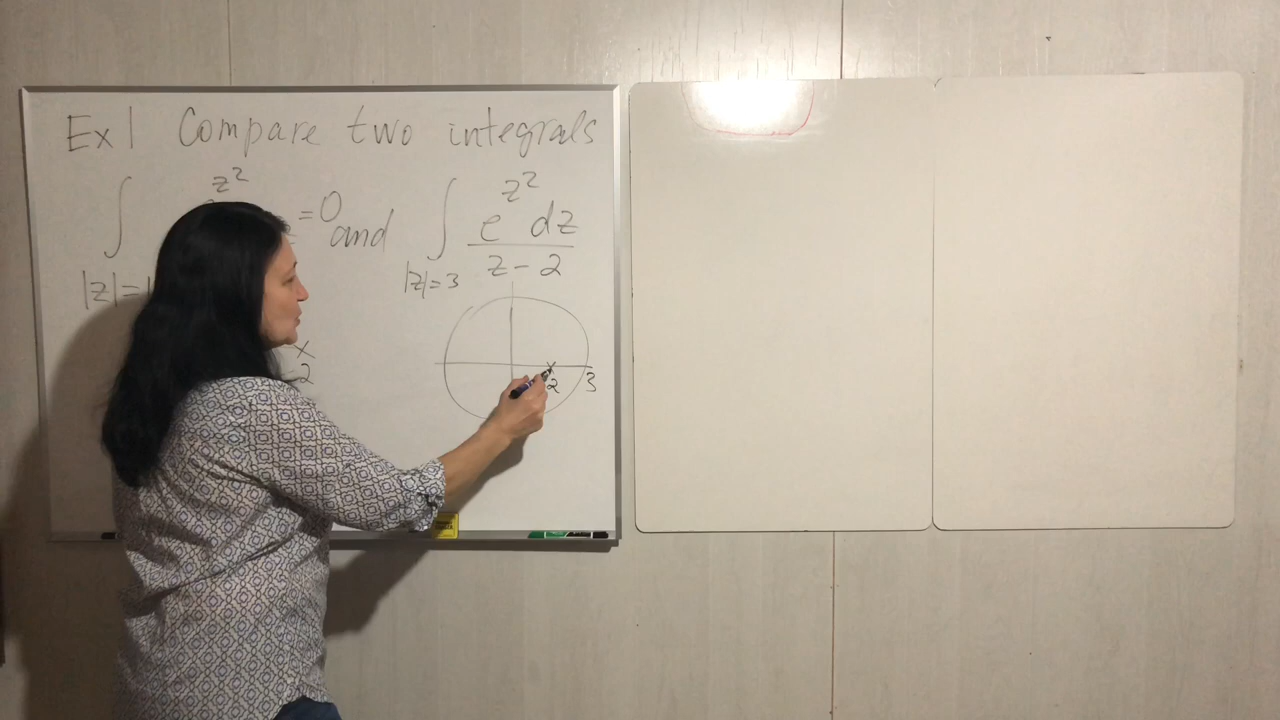 Ex 1 Compare two integrals
∫ z² =0 and ∫ e^z² dz / z - 2
|z|=1 |z|=3
x x
2 2 3